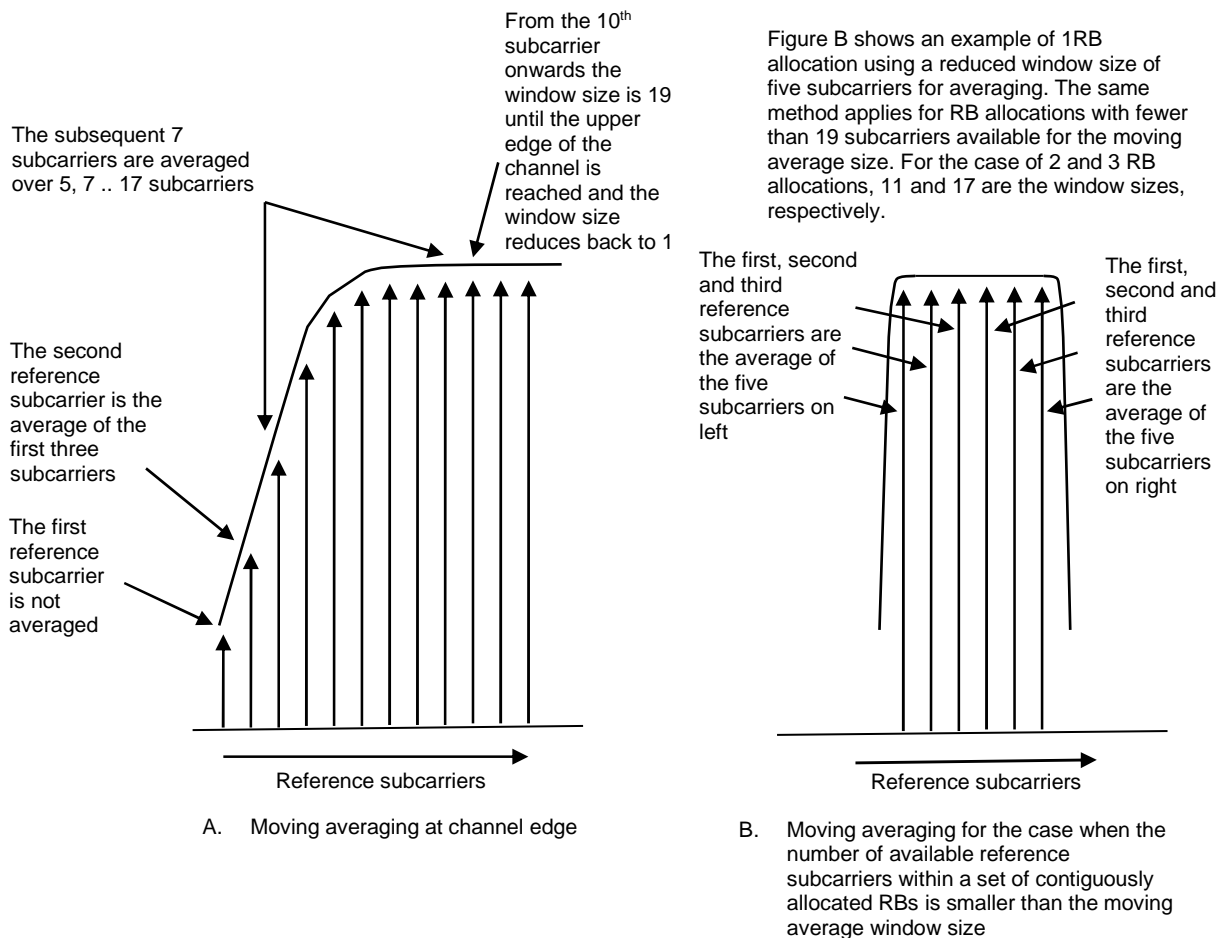 From the 10th
subcarrier
onwards the
window size is 19
until the upper
edge of the
channel is
reached and the
window size
reduces back to 1
The subsequent 7
subcarriers are averaged
over 5, 7 .. 17 subcarriers
The second
reference
subcarrier is the
average of the
first three
subcarriers
The first
reference
subcarrier
is not
averaged
Reference subcarriers
A. Moving averaging at channel edge
Figure B shows an example of 1RB
allocation using a reduced window size of
five subcarriers for averaging. The same
method applies for RB allocations with fewer
than 19 subcarriers available for the moving
average size. For the case of 2 and 3 RB
allocations, 11 and 17 are the window sizes,
respectively.
The first, second
and third
reference
subcarriers are
the average of
the five
subcarriers on
left
The first,
second and
third
reference
subcarriers
are the
average of
the five
subcarriers
on right
Reference subcarriers
B. Moving averaging for the case when the
number of available reference
subcarriers within a set of contiguously
allocated RBs is smaller than the moving
average window size